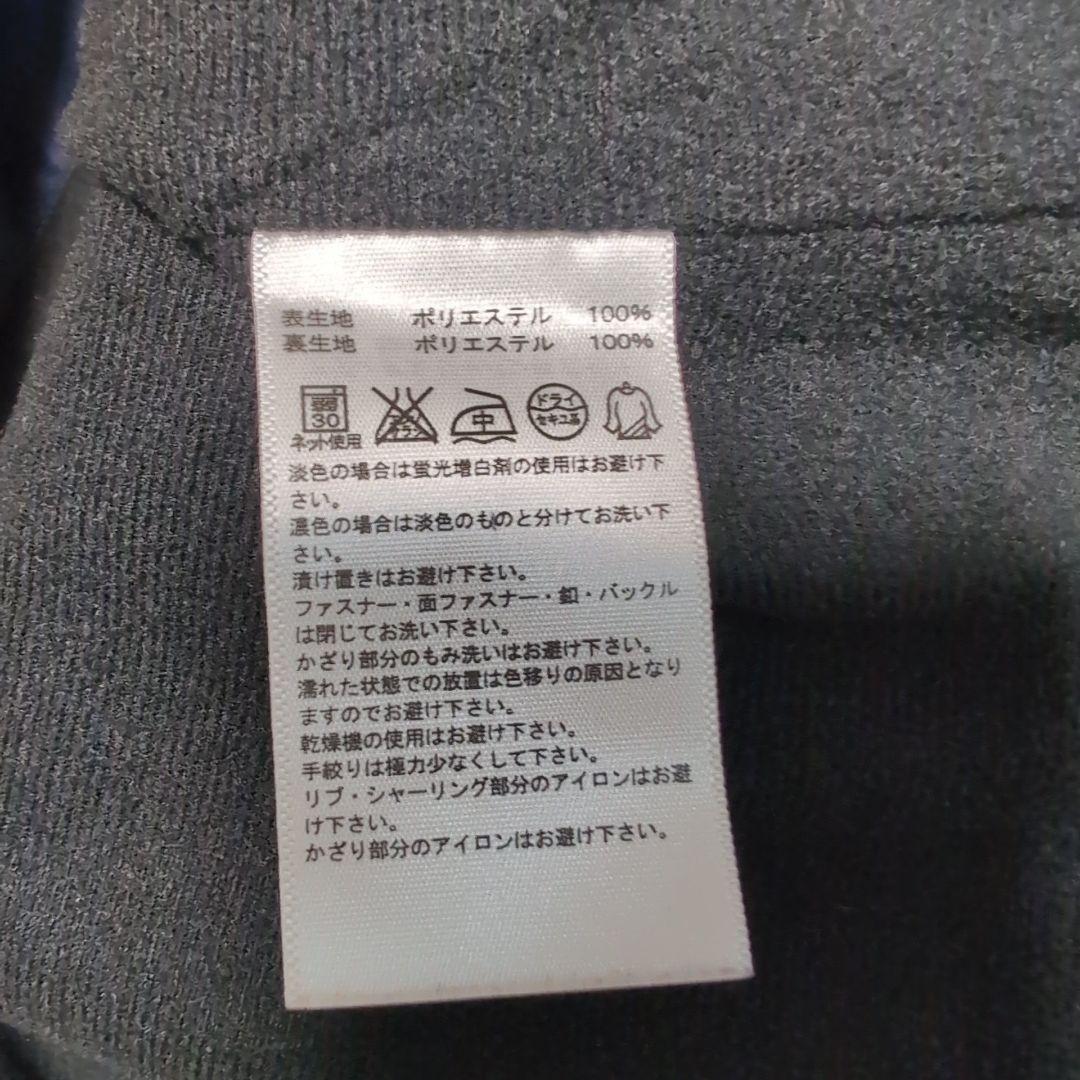 表生地 ポリエステル 100%
裏生地 ポリエステル 100%
弱 30 中 ドライ セキユ系
ネット使用
淡色の場合は蛍光増白剤の使用はお避け下
さい。
濃色の場合は淡色のものと分けてお洗い下
さい。
漬け置きはお避け下さい。
ファスナー・面ファスナー・釦・バックル
は閉じてお洗い下さい。
かざり部分のもみ洗いはお避け下さい。
濡れた状態での放置は色移りの原因となり
ますのでお避け下さい。
乾燥機の使用はお避け下さい。
手絞りは極力少なくして下さい。
リブ・シャーリング部分のアイロンはお避
け下さい。
かざり部分のアイロンはお避け下さい。